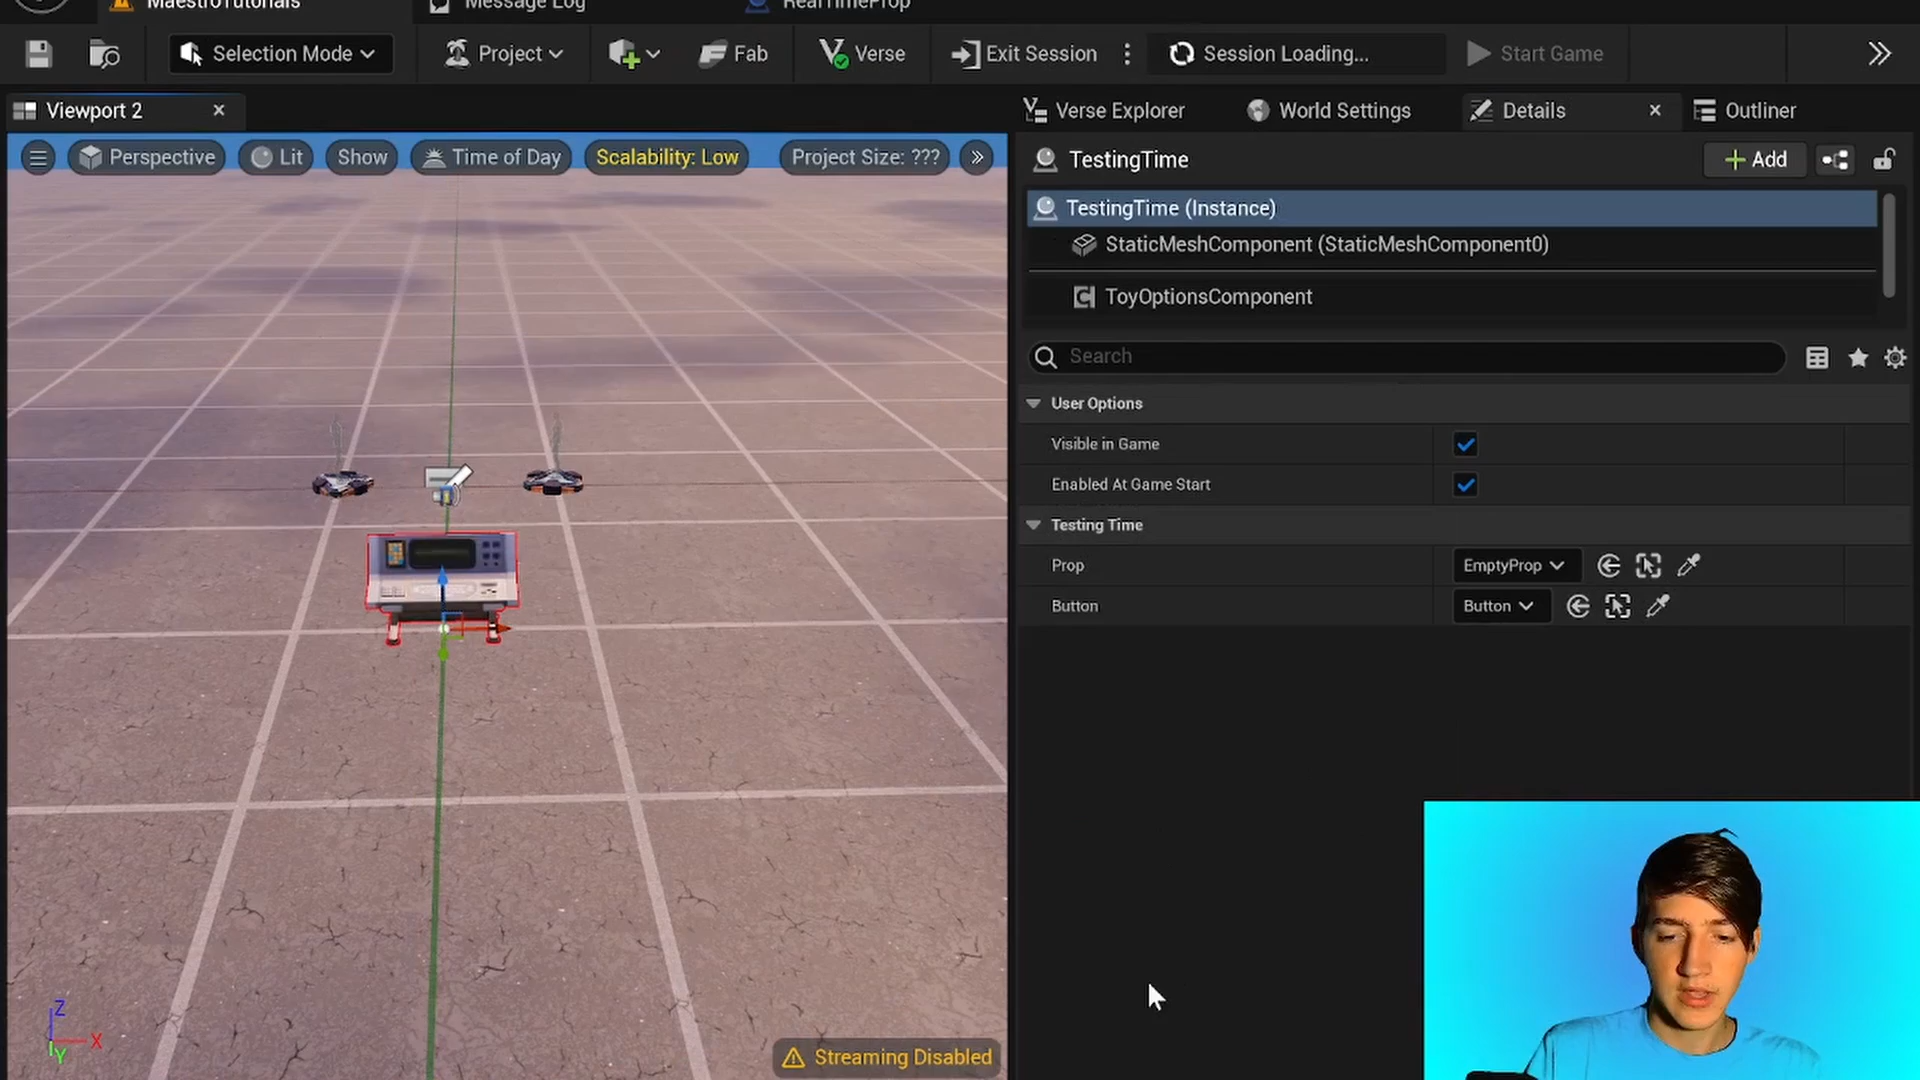 MaestroTutorials
Message Log
RealTimeProp
Selection Mode
Project
Fab
Verse
Exit Session
Session Loading...
Start Game
Viewport 2
Verse Explorer
World Settings
Details
Outliner
Perspective
Lit
Show
Time of Day
Scalability: Low
Project Size: ???
TestingTime
Add
TestingTime (Instance)
StaticMeshComponent (StaticMeshComponent0)
ToyOptionsComponent
Search
User Options
Visible in Game
Enabled At Game Start
Testing Time
Prop
EmptyProp
Button
Button
Z
X
Y
Streaming Disabled